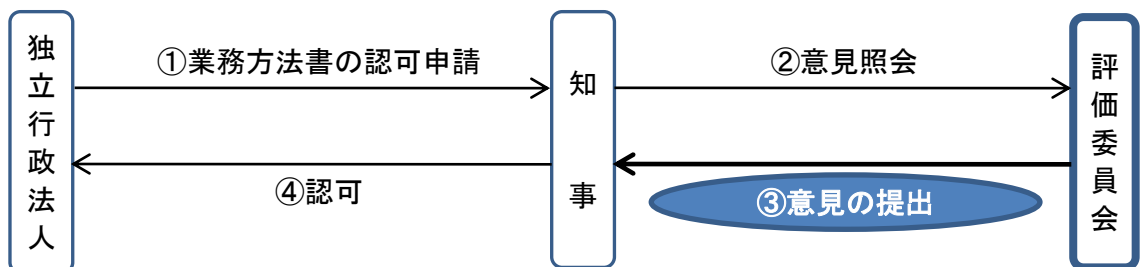 独立行政法人
①業務方法書の認可申請
知事
②意見照会
評価委員会
④認可
③意見の提出